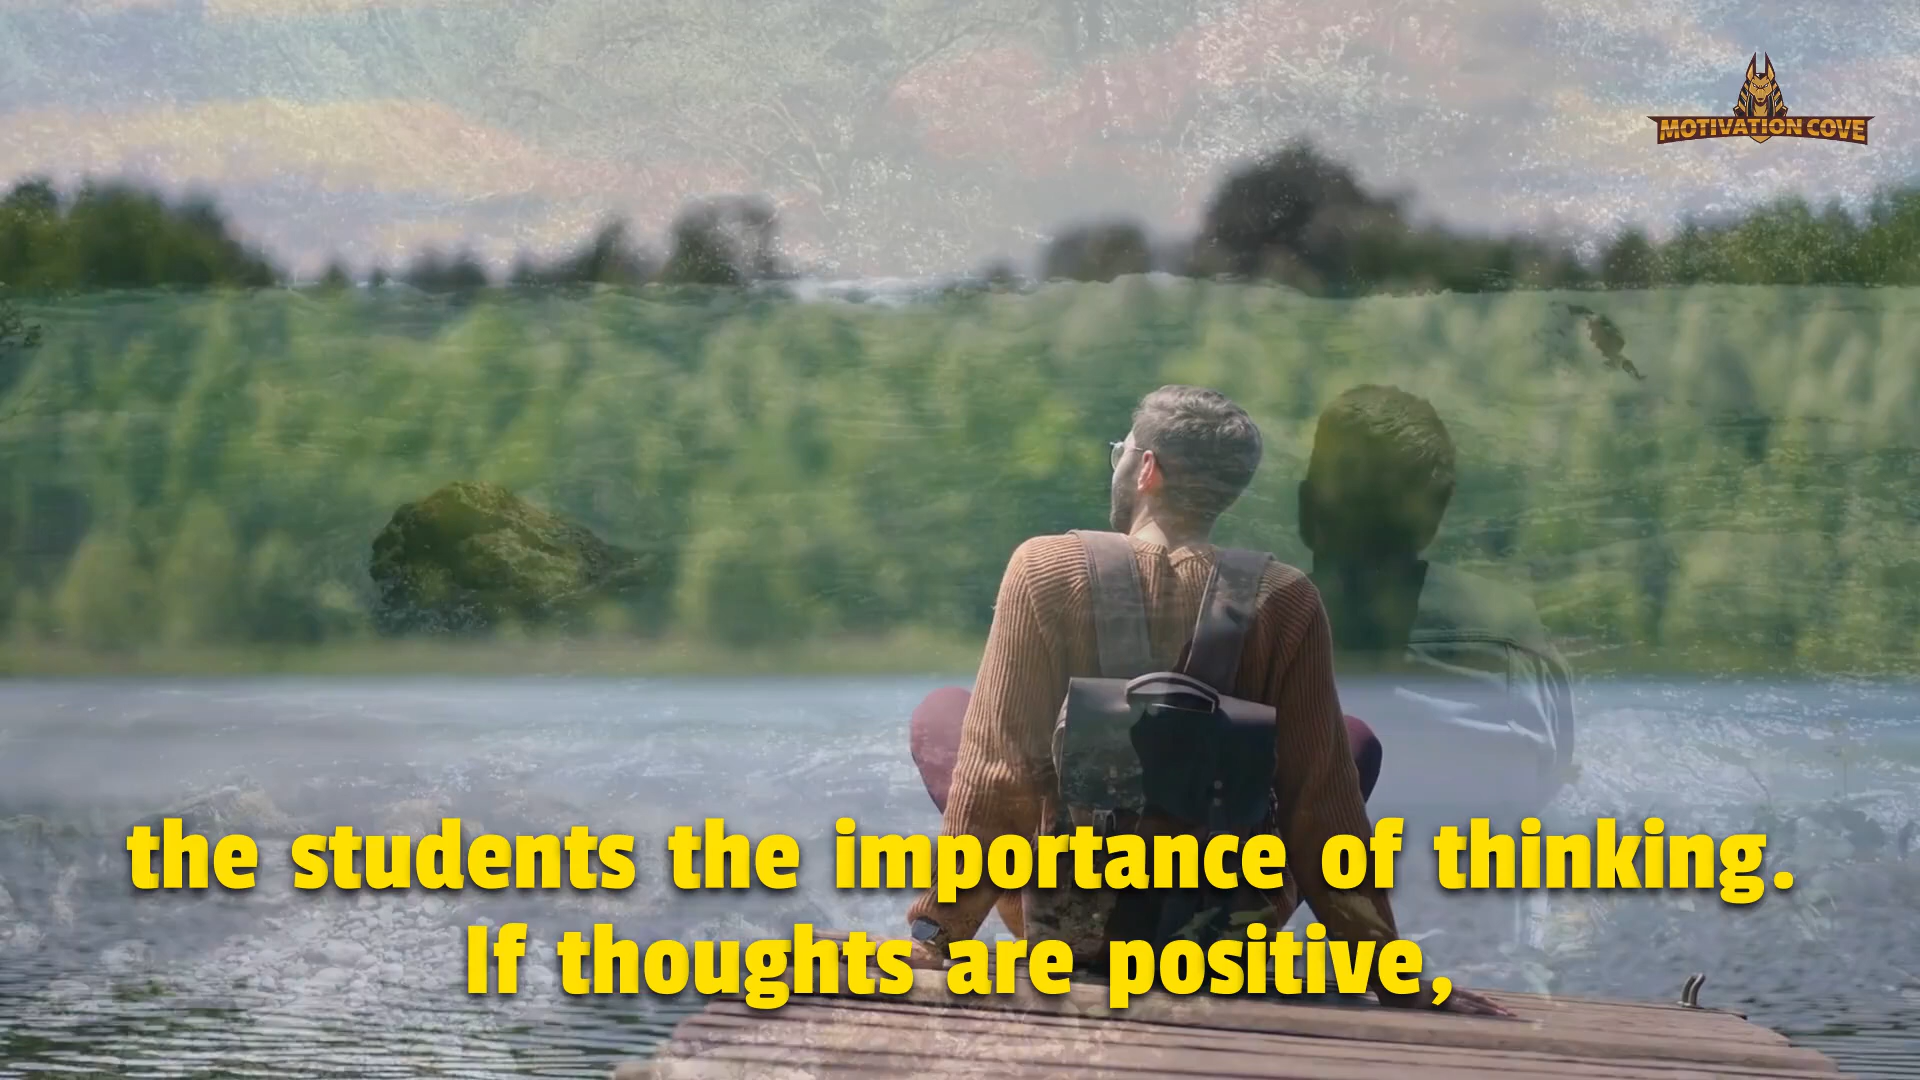 MOTIVATION COVE
the students the importance of thinking.
If thoughts are positive,